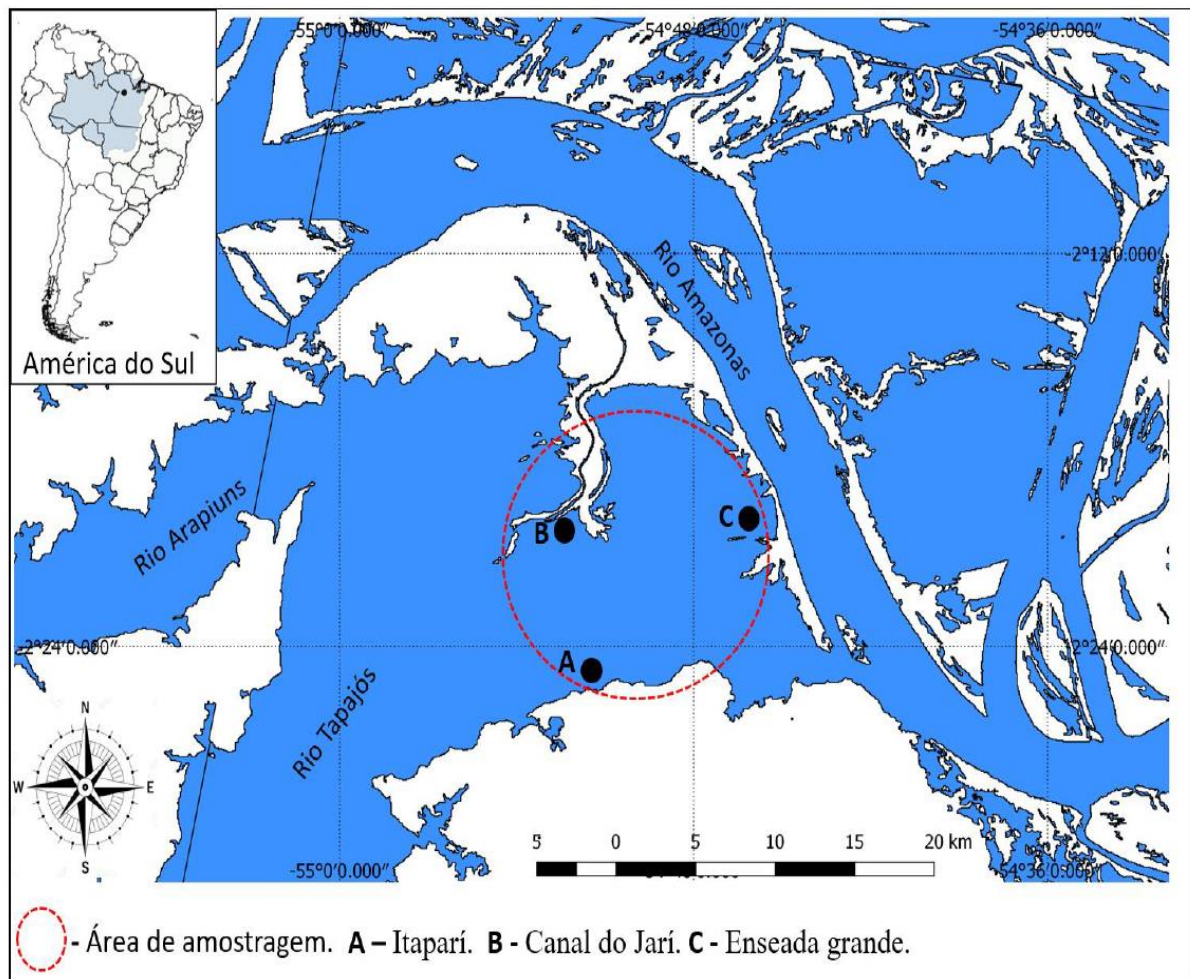 -55°0′0.000″
-54°48′0.000″
-54°36′0.000″
América do Sul
Rio Amazonas
-2°12′0.000″
Rio Arapiuns
B
C
-2°24′0.000″
-2°24′0.000″
A
Rio Tapajós
N
W
E
S
5 0 5 10 15 20 km
-55°0′0.000″
-54°36′0.000″
- Área de amostragem. A – Itaparí. B - Canal do Jarí. C - Enseada grande.